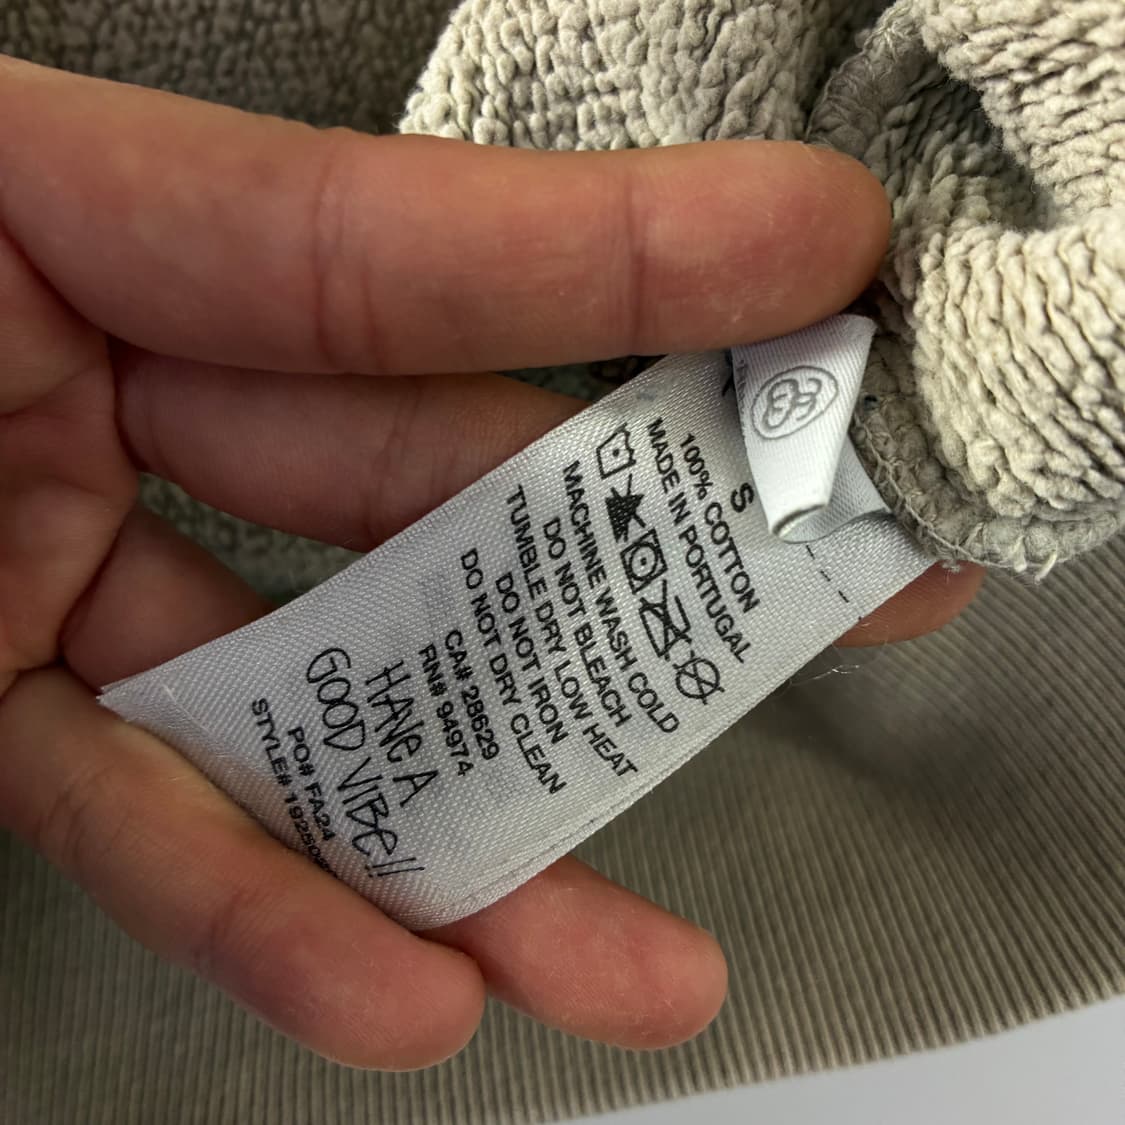 S
100% COTTON
MADE IN PORTUGAL
MACHINE WASH COLD
DO NOT BLEACH
TUMBLE DRY LOW HEAT
DO NOT IRON
DO NOT DRY CLEAN
CA# 28629
RN# 94974
HAVE A
GOOD VIBE!!
PO# FA24
STYLE#